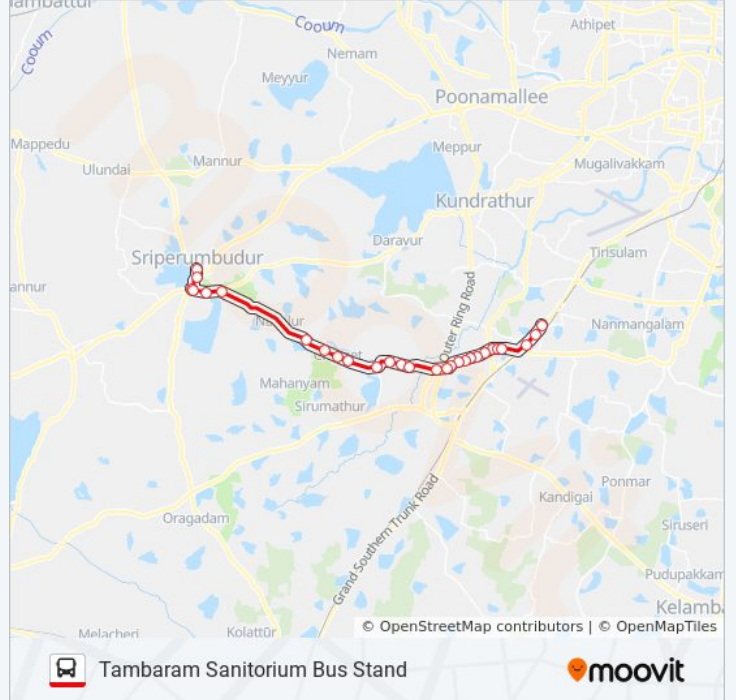 Cooum
Athipet
Cooum
Nemam
Meyyur
Poonamallee
Mappedu
Meppur
Mannur
Mugalivakkam
Ulundai
Kundrathur
Daravur
Sriperumbudur
Tirisulam
annur
Outer Ring Road
Nanmangalam
Mahanyam
Sirumathur
Ponmar
Kandigai
Grand Southern Trunk Road
Oragadam
Siruseri
Pudupakkam
Kelamba
Melacheri
Kolattūr
© OpenStreetMap contributors | © OpenMapTiles
Tambaram Sanitorium Bus Stand
moovit